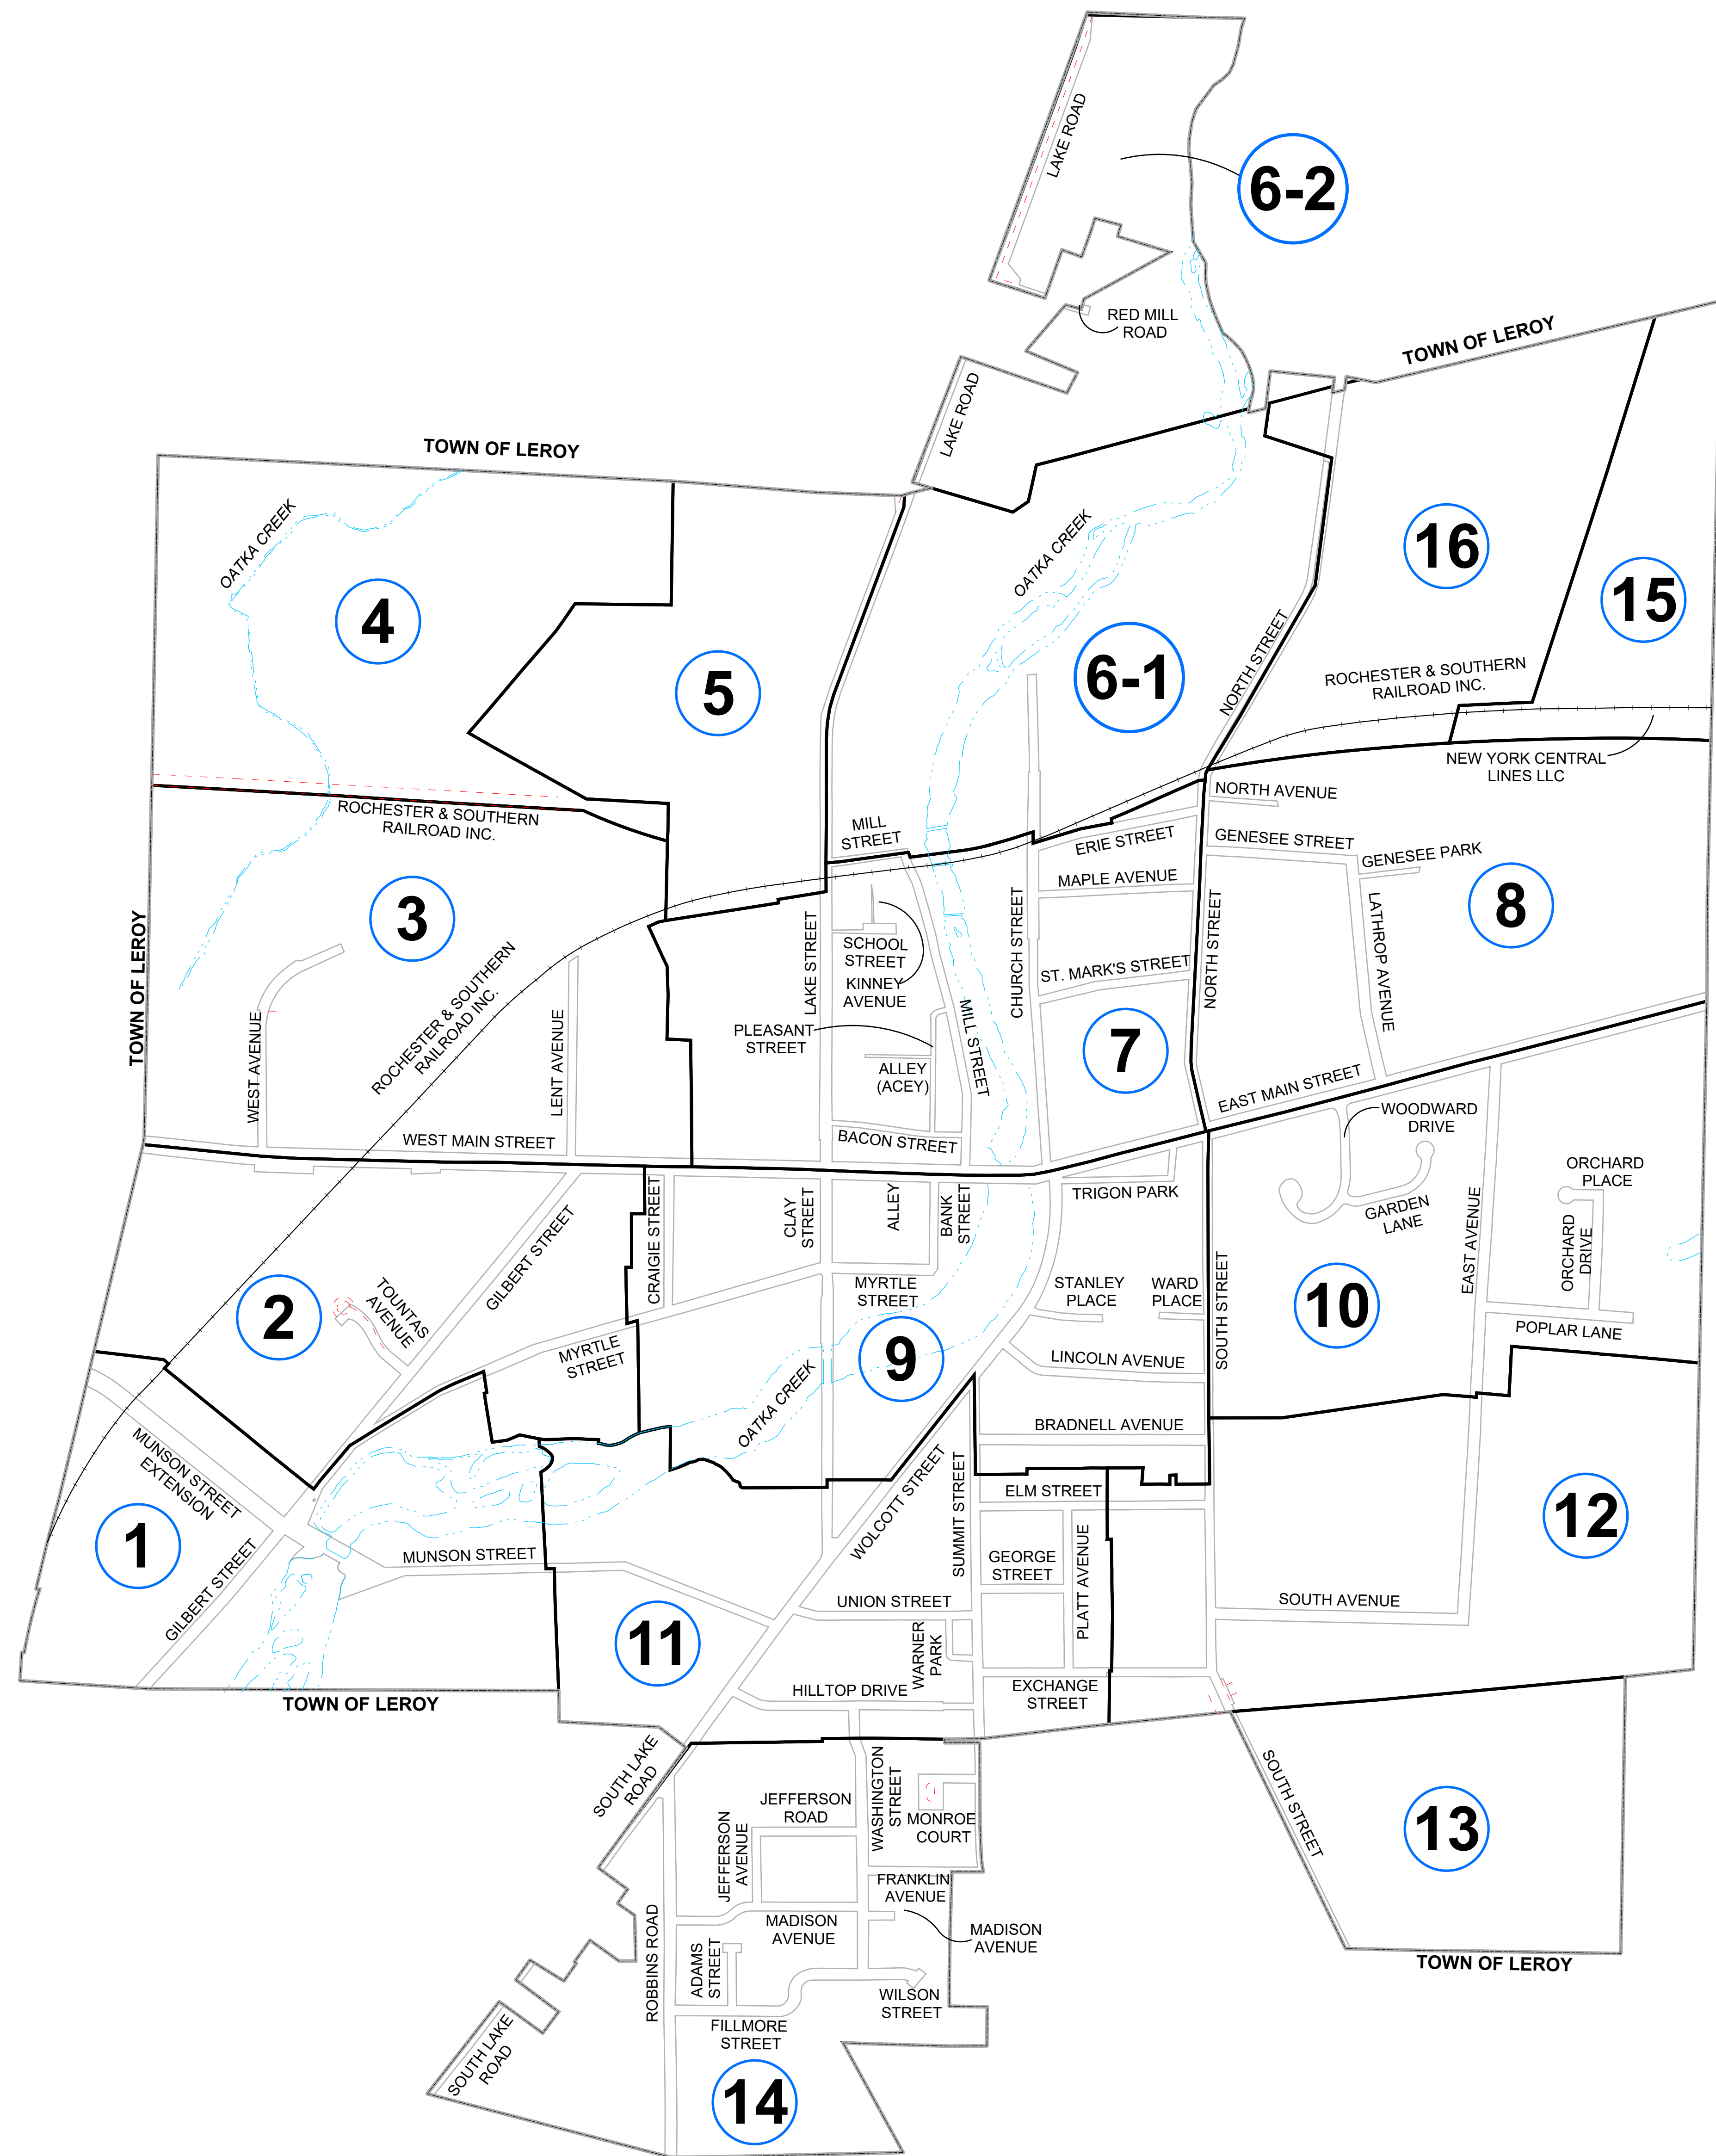 LAKE ROAD
6-2
RED MILL
ROAD
TOWN OF LEROY
LAKE ROAD
TOWN OF LEROY
OATKA CREEK
OATKA CREEK
16
15
4
5
6-1
NORTH STREET
ROCHESTER & SOUTHERN
RAILROAD INC.
NEW YORK CENTRAL
LINES LLC
NORTH AVENUE
ROCHESTER & SOUTHERN
RAILROAD INC.
MILL
STREET
ERIE STREET
GENESEE STREET
GENESEE PARK
MAPLE AVENUE
3
8
TOWN OF LEROY
LAKE STREET
SCHOOL
STREET
KINNEY
AVENUE
CHURCH STREET
ST. MARK'S STREET
NORTH STREET
LATHROP AVENUE
ROCHESTER & SOUTHERN
RAILROAD INC.
WEST AVENUE
LENT AVENUE
PLEASANT
STREET
MILL STREET
7
ALLEY
(ACEY)
EAST MAIN STREET
WOODWARD
DRIVE
WEST MAIN STREET
BACON STREET
ORCHARD
PLACE
CRAIGIE STREET
CLAY
STREET
ALLEY
BANK
STREET
TRIGON PARK
GARDEN
LANE
EAST AVENUE
ORCHARD
DRIVE
GILBERT STREET
2
TOUNTAS
AVENUE
MYRTLE
STREET
STANLEY
PLACE
WARD
PLACE
SOUTH STREET
10
POPLAR LANE
MYRTLE
STREET
9
LINCOLN AVENUE
OATKA CREEK
BRADNELL AVENUE
MUNSON STREET
EXTENSION
WOLCOTT STREET
SUMMIT STREET
ELM STREET
12
1
MUNSON STREET
GEORGE
STREET
PLATT AVENUE
GILBERT STREET
UNION STREET
SOUTH AVENUE
11
WARNER
PARK
HILLTOP DRIVE
EXCHANGE
STREET
TOWN OF LEROY
SOUTH LAKE
ROAD
WASHINGTON
STREET
SOUTH STREET
JEFFERSON
ROAD
MONROE
COURT
13
JEFFERSON
AVENUE
FRANKLIN
AVENUE
MADISON
AVENUE
MADISON
AVENUE
ROBBINS ROAD
ADAMS
STREET
TOWN OF LEROY
WILSON
STREET
SOUTH LAKE
ROAD
FILLMORE
STREET
14